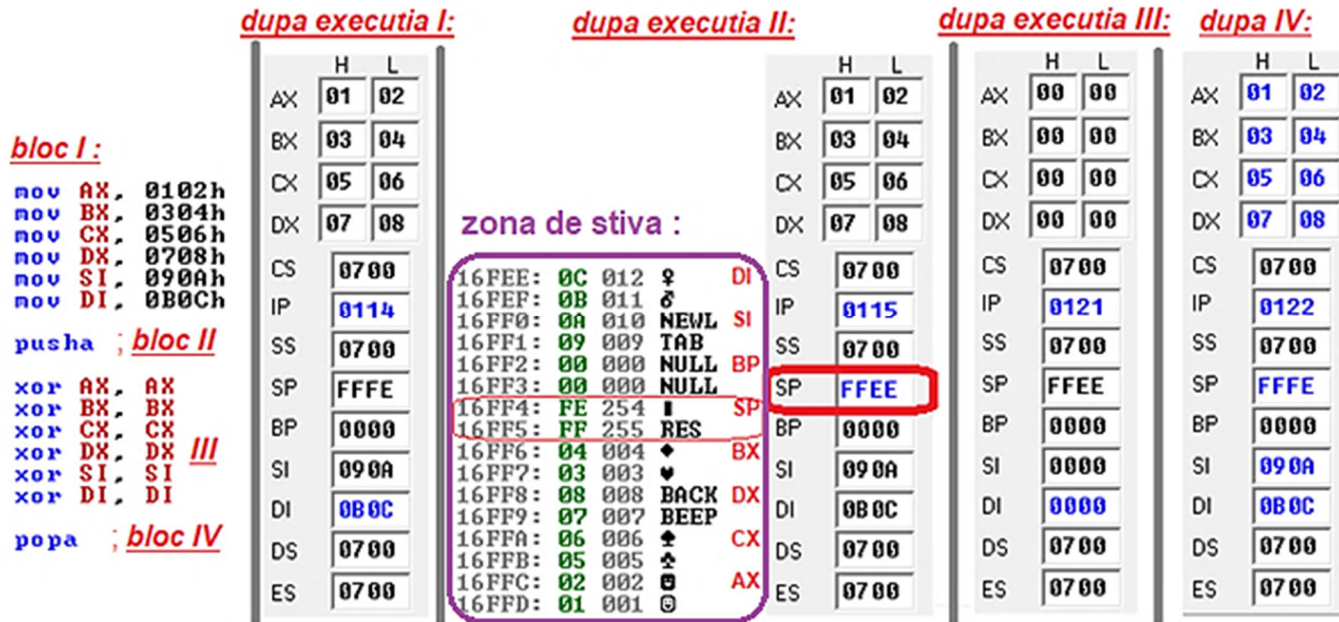 dupa executia I:
dupa executia II:
dupa executia III:
dupa IV:
bloc I :
mov AX, 0102h
mov BX, 0304h
mov CX, 0506h
mov DX, 0708h
mov SI, 090Ah
mov DI, 0B0Ch
pusha ; bloc II
xor AX, AX
xor BX, BX
xor CX, CX
xor DX, DX III
xor SI, SI
xor DI, DI
popa ; bloc IV
H L
AX 01 02
BX 03 04
CX 05 06
DX 07 08
CS 0700
IP 0114
SS 0700
SP FFFE
BP 0000
SI 090A
DI 0B0C
DS 0700
ES 0700
zona de stiva :
16FEE: 0C 012 ♀ DI
16FEF: 0B 011 ♂
16FF0: 0A 010 NEWL SI
16FF1: 09 009 TAB
16FF2: 00 000 NULL BP
16FF3: 00 000 NULL
16FF4: FE 254 ■ SP
16FF5: FF 255 RES
16FF6: 04 004 ♦ BX
16FF7: 03 003 ♥
16FF8: 08 008 BACK DX
16FF9: 07 007 BEEP
16FFA: 06 006 ♠ CX
16FFB: 05 005 ♣
16FFC: 02 002 ☻ AX
16FFD: 01 001 ☺
H L
AX 01 02
BX 03 04
CX 05 06
DX 07 08
CS 0700
IP 0115
SS 0700
SP FFEE
BP 0000
SI 090A
DI 0B0C
DS 0700
ES 0700
H L
AX 00 00
BX 00 00
CX 00 00
DX 00 00
CS 0700
IP 0121
SS 0700
SP FFEE
BP 0000
SI 0000
DI 0000
DS 0700
ES 0700
H L
AX 01 02
BX 03 04
CX 05 06
DX 07 08
CS 0700
IP 0122
SS 0700
SP FFFE
BP 0000
SI 090A
DI 0B0C
DS 0700
ES 0700